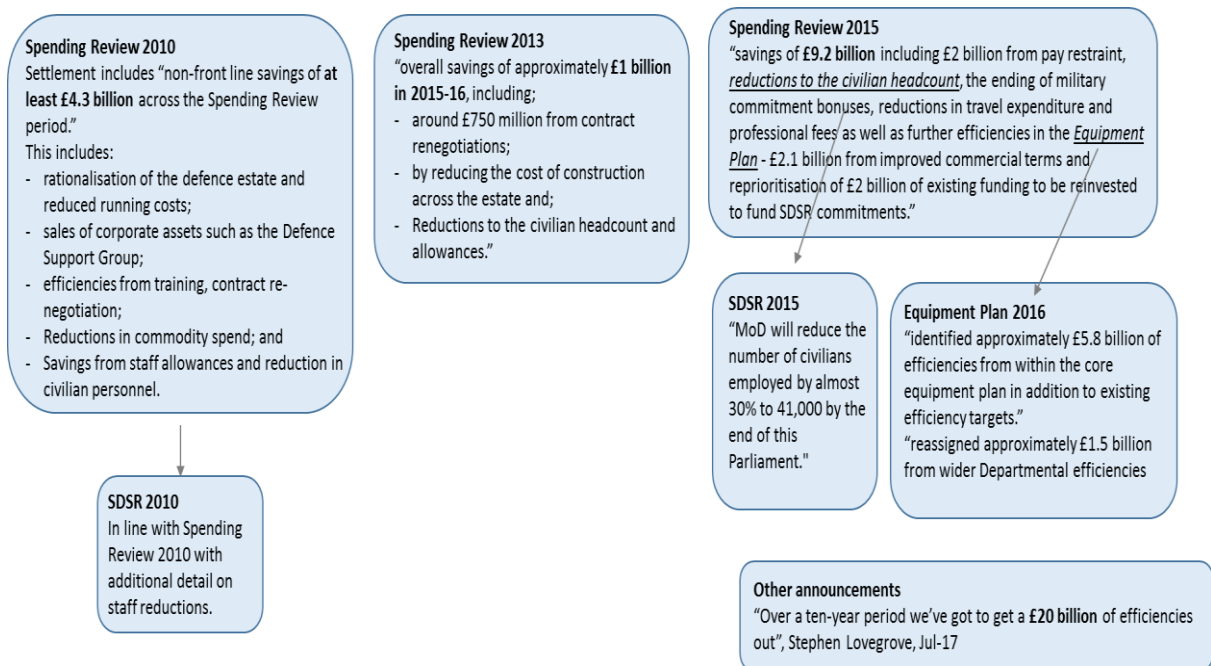 Spending Review 2010
Settlement includes “non-front line savings of at
least £4.3 billion across the Spending Review
period.”
This includes:
- rationalisation of the defence estate and
reduced running costs;
- sales of corporate assets such as the Defence
Support Group;
- efficiencies from training, contract re-
negotiation;
- Reductions in commodity spend; and
- Savings from staff allowances and reduction in
civilian personnel.
SDSR 2010
In line with Spending
Review 2010 with
additional detail on
staff reductions.
Spending Review 2013
“overall savings of approximately £1 billion
in 2015-16, including;
- around £750 million from contract
renegotiations;
- by reducing the cost of construction
across the estate and;
- Reductions to the civilian headcount and
allowances.”
Spending Review 2015
“savings of £9.2 billion including £2 billion from pay restraint,
reductions to the civilian headcount, the ending of military
commitment bonuses, reductions in travel expenditure and
professional fees as well as further efficiencies in the Equipment
Plan - £2.1 billion from improved commercial terms and
reprioritisation of £2 billion of existing funding to be reinvested
to fund SDSR commitments.”
SDSR 2015
“MoD will reduce the
number of civilians
employed by almost
30% to 41,000 by the
end of this
Parliament."
Equipment Plan 2016
“identified approximately £5.8 billion of
efficiencies from within the core
equipment plan in addition to existing
efficiency targets.”
“reassigned approximately £1.5 billion
from wider Departmental efficiencies
Other announcements
“Over a ten-year period we’ve got to get a £20 billion of efficiencies
out”, Stephen Lovegrove, Jul-17